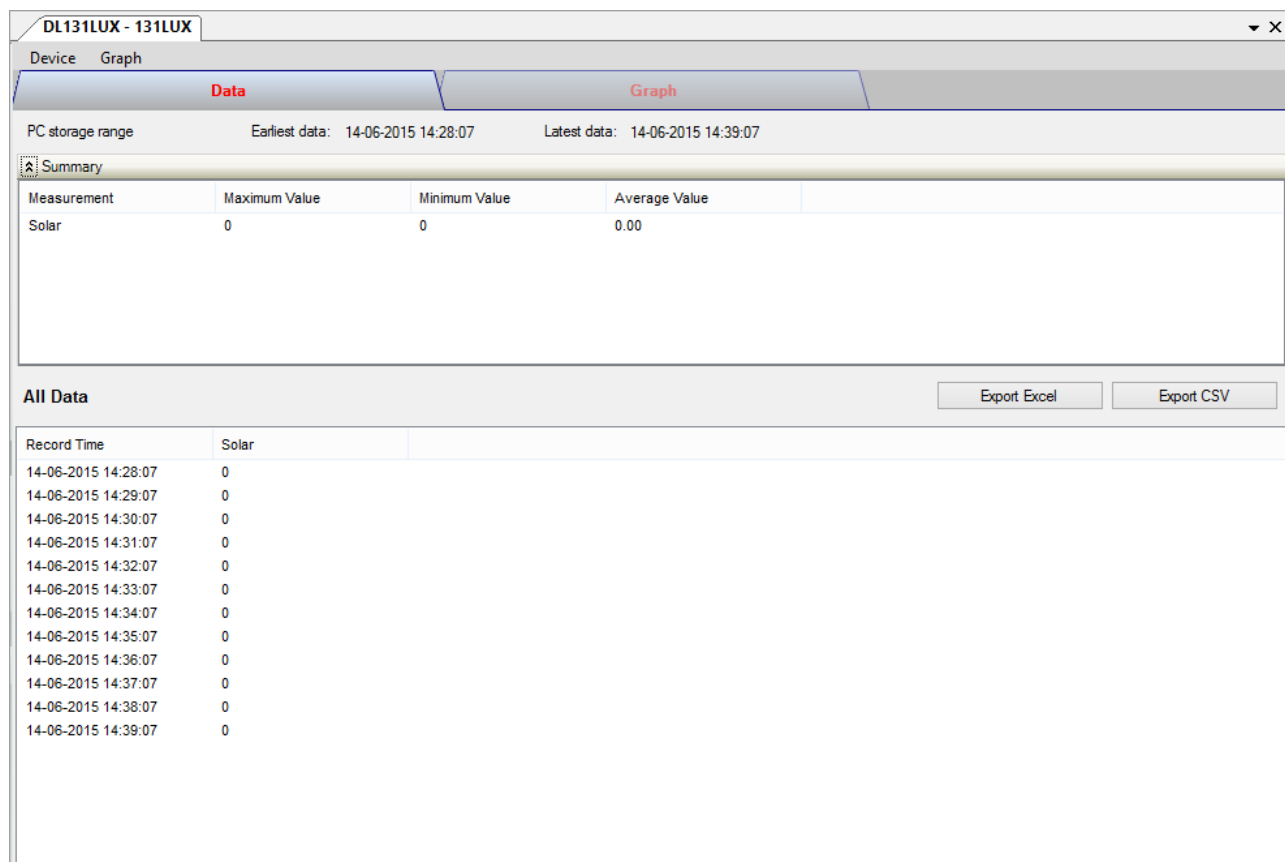 DL131LUX - 131LUX
Device Graph
Data Graph
PC storage range Earliest data: 14-06-2015 14:28:07 Latest data: 14-06-2015 14:39:07
Summary
Measurement Maximum Value Minimum Value Average Value
Solar 0 0 0.00
All Data Export Excel Export CSV
Record Time Solar
14-06-2015 14:28:07 0
14-06-2015 14:29:07 0
14-06-2015 14:30:07 0
14-06-2015 14:31:07 0
14-06-2015 14:32:07 0
14-06-2015 14:33:07 0
14-06-2015 14:34:07 0
14-06-2015 14:35:07 0
14-06-2015 14:36:07 0
14-06-2015 14:37:07 0
14-06-2015 14:38:07 0
14-06-2015 14:39:07 0